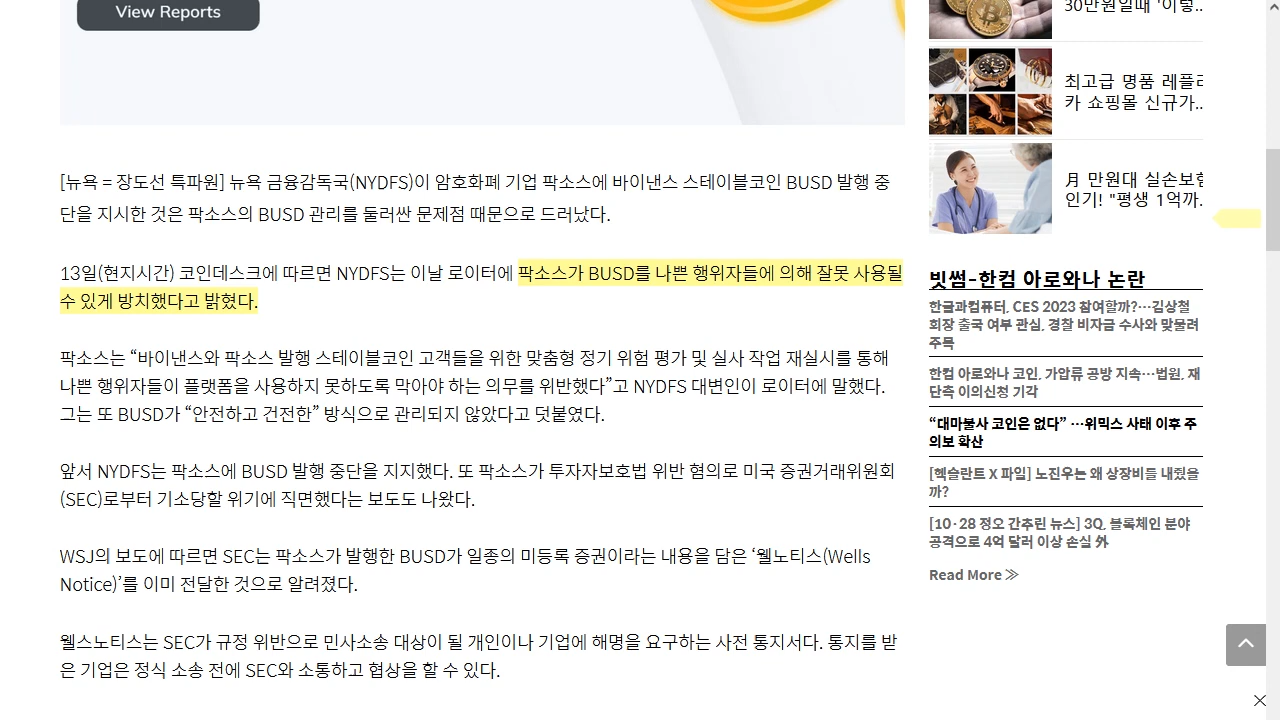 View Reports
[뉴욕 = 장도선 특파원] 뉴욕 금융감독국(NYDFS)이 암호화폐 기업 팍소스에 바이낸스 스테이블코인 BUSD 발행 중
단을 지시한 것은 팍소스의 BUSD 관리를 둘러싼 문제점 때문으로 드러났다.
13일(현지시간) 코인데스크에 따르면 NYDFS는 이날 로이터에 팍소스가 BUSD를 나쁜 행위자들에 의해 잘못 사용될
수 있게 방치했다고 밝혔다.
팍소스는 “바이낸스와 팍쇼스 발행 스테이블코인 고객들을 위한 맞춤형 정기 위험 평가 및 실사 작업 재실시를 통해
나쁜 행위자들이 플랫폼을 사용하지 못하도록 막아야 하는 의무를 위반했다”고 NYDFS 대변인이 로이터에 말했다.
그는 또 BUSD가 “안전하고 건전한” 방식으로 관리되지 않았다고 덧붙였다.
앞서 NYDFS는 팍소스에 BUSD 발행 중단을 지지했다. 또 팍소스가 투자자보호법 위반 혐의로 미국 증권거래위원회
(SEC)로부터 기소당할 위기에 직면했다는 보도도 나왔다.
WSJ의 보도에 따르면 SEC는 팍소스가 발행한 BUSD가 일종의 미등록 증권이라는 내용을 담은 ‘웰노티스(Wells
Notice)’를 이미 전달한 것으로 알려졌다.
웰스노티스는 SEC가 규정 위반으로 민사소송 대상이 될 개인이나 기업에 해명을 요구하는 사전 통지서다. 통지를 받
은 기업은 정식 소송 전에 SEC와 소통하고 협상을 할 수 있다.
30만원일때 '이렇..
최고급 명품 레플리
카 쇼핑몰 신규가..
月 만원대 실손보험
인기! "평생 1억까..
빗썸-한컴 아로와나 논란
한글과컴퓨터, CES 2023 참여할까?…김상철
회장 출국 여부 관심, 경찰 비자금 수사와 맞물려
주목
한컴 아로와나 코인, 가압류 공방 지속…법원, 재
단측 이의신청 기각
“대마불사 코인은 없다” …위믹스 사태 이후 주
의보 확산
[헥슬란트 X 파일] 노진우는 왜 상장비를 내줬을
까?
[10·28 정오 간추린 뉴스] 3Q, 블록체인 분야
공격으로 4억 달러 이상 손실 外
Read More ≫